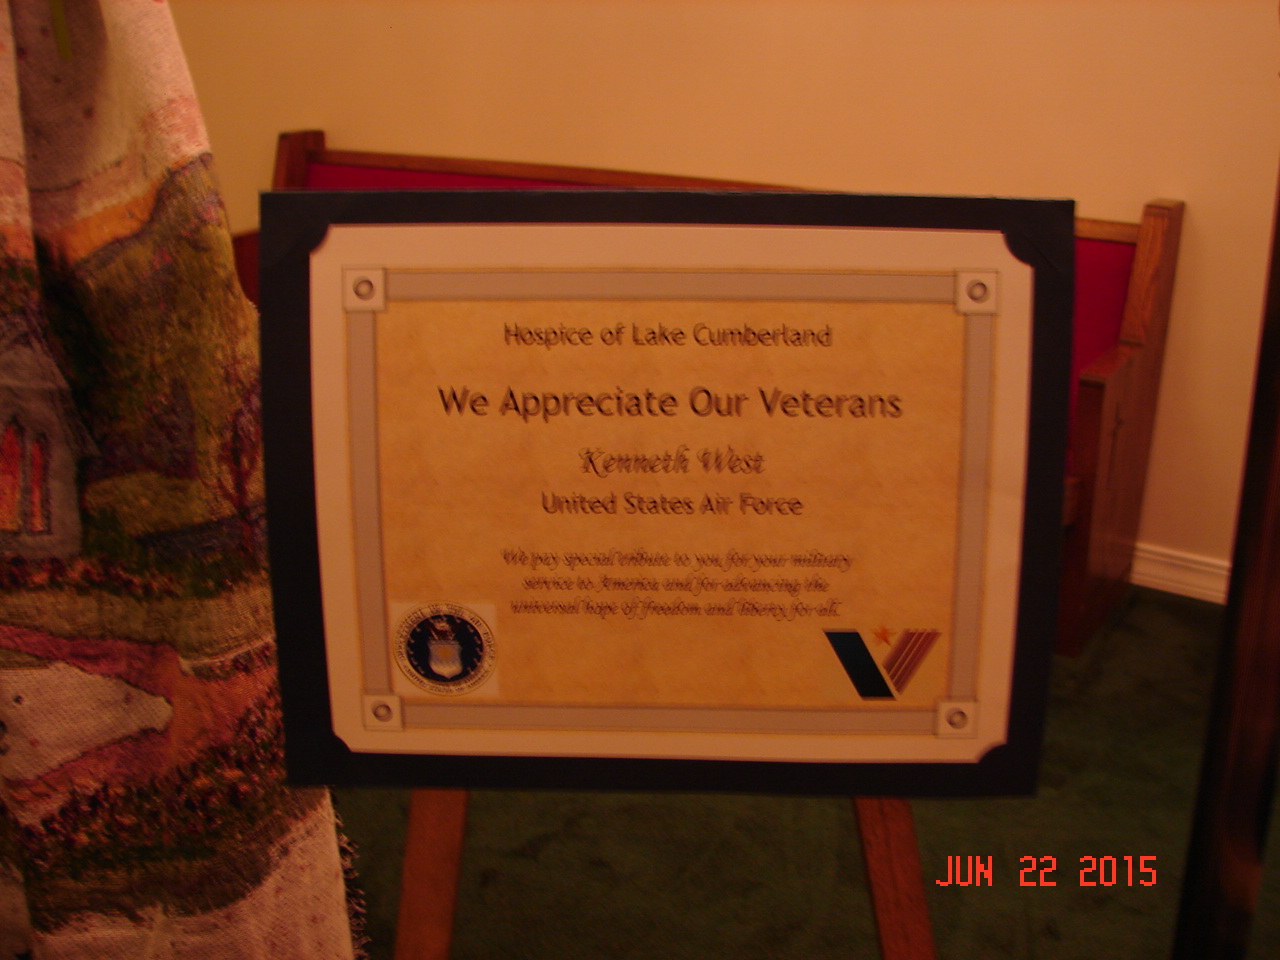 Hospice of Lake Cumberland
We Appreciate Our Veterans
Kenneth West
United States Air Force
We pay special tribute to you, for your military
service to America and for advancing the
universal hope of freedom and liberty for all.
JUN 22 2015